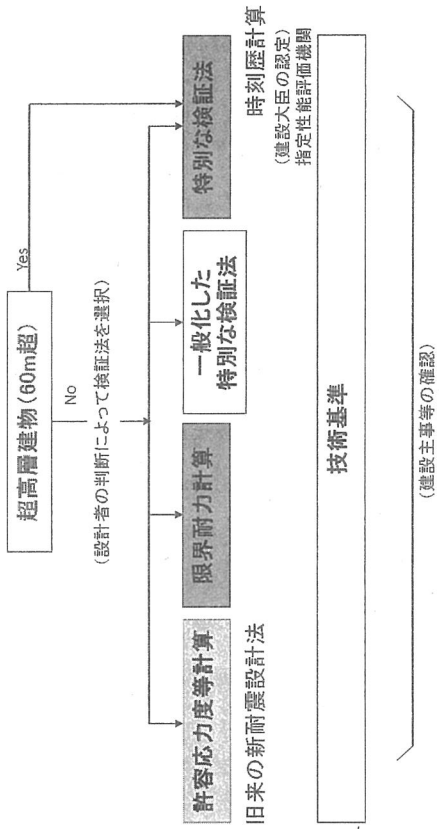 超高層建物(60m超)
Yes
No
(設計者の判断によって検証法を選択)
許容応力度等計算
限界耐力計算
一般化した
特別な検証法
特別な検証法
旧来の新耐震設計法
時刻歴計算
(建設大臣の認定)
指定性能評価機関
技術基準
(建設主事等の確認)